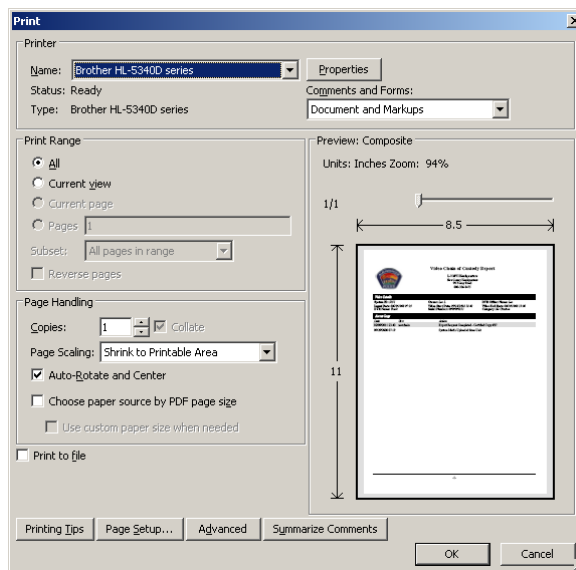 Print
Printer
Name: Brother HL-5340D series
Properties
Status: Ready
Comments and Forms:
Type: Brother HL-5340D series
Document and Markups
Print Range
All
Current view
Current page
Pages 1
Subset: All pages in range
Reverse pages
Page Handling
Copies: 1 Collate
Page Scaling: Shrink to Printable Area
Auto-Rotate and Center
Choose paper source by PDF page size
Use custom paper size when needed
Print to file
Preview: Composite
Units: Inches Zoom: 94%
1/1
8.5
11
Video Chain of Custody Report
Printing Tips
Page Setup...
Advanced
Summarize Comments
OK
Cancel